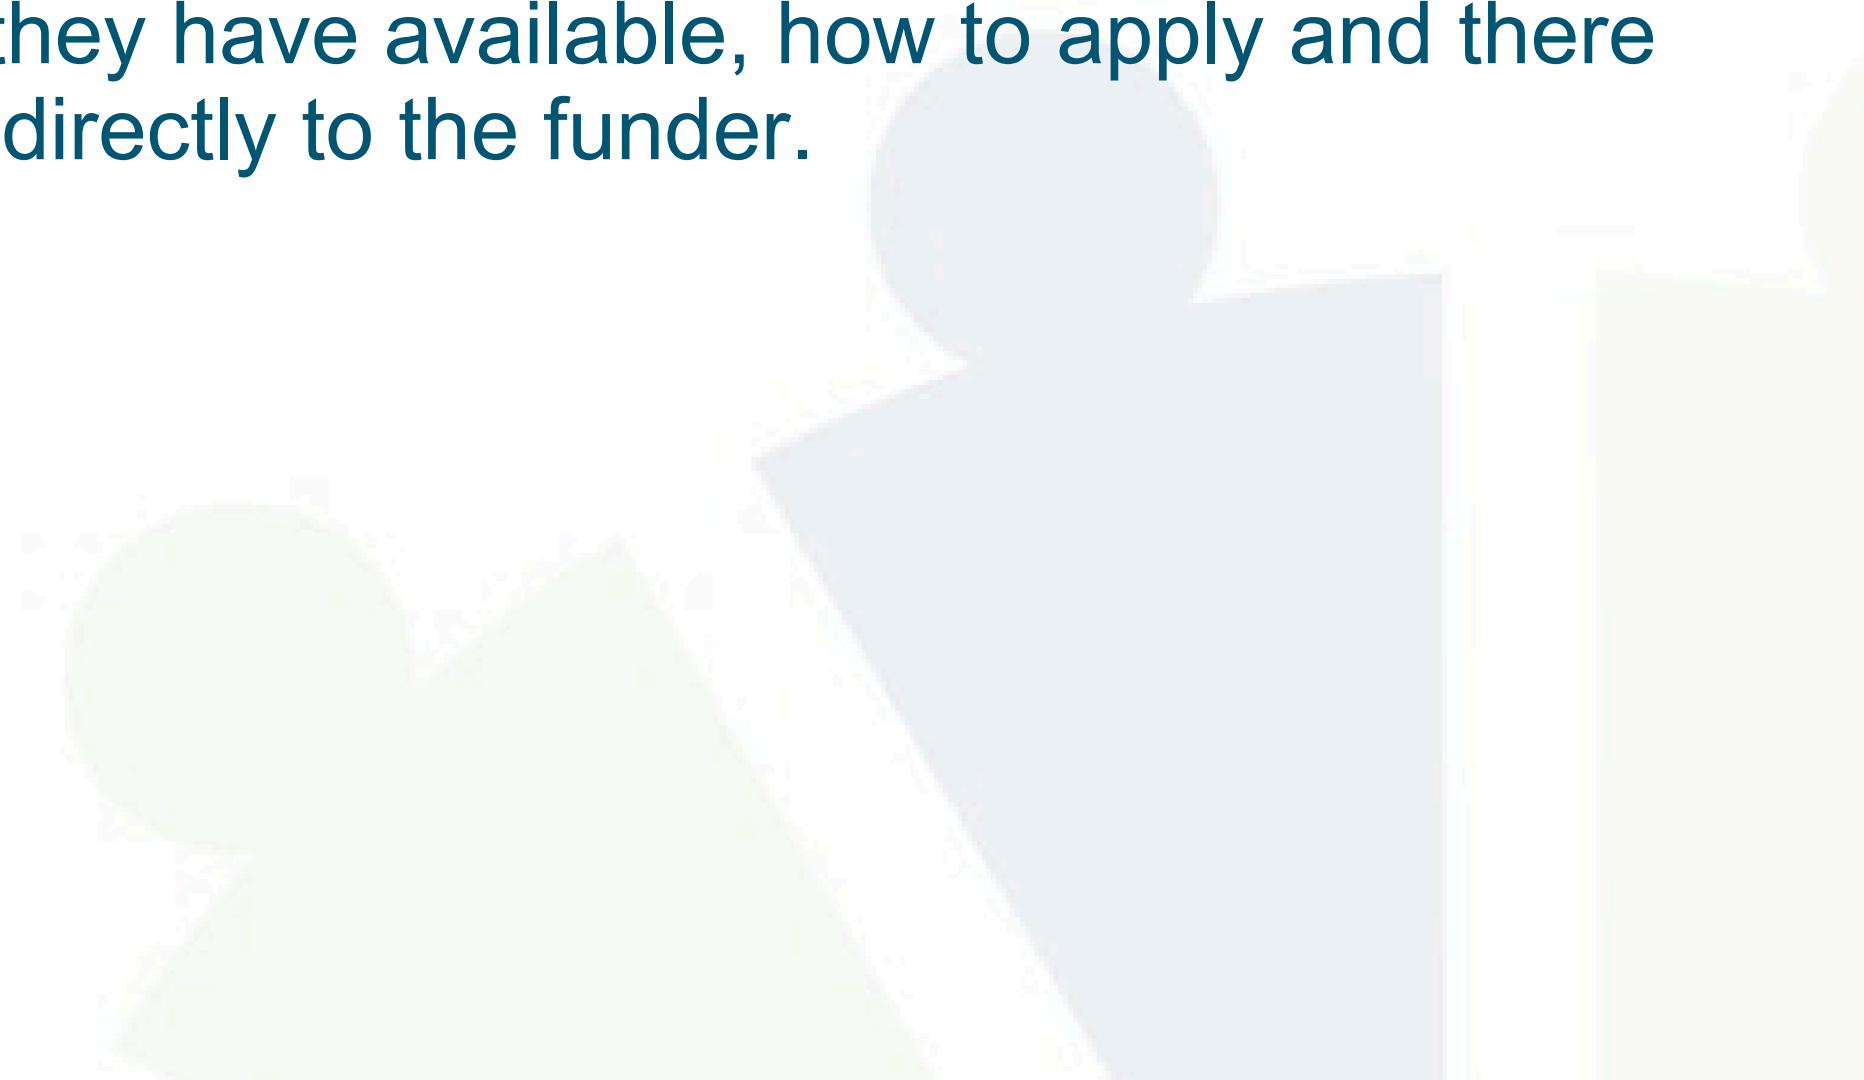 they have available, how to apply and there
directly to the funder.